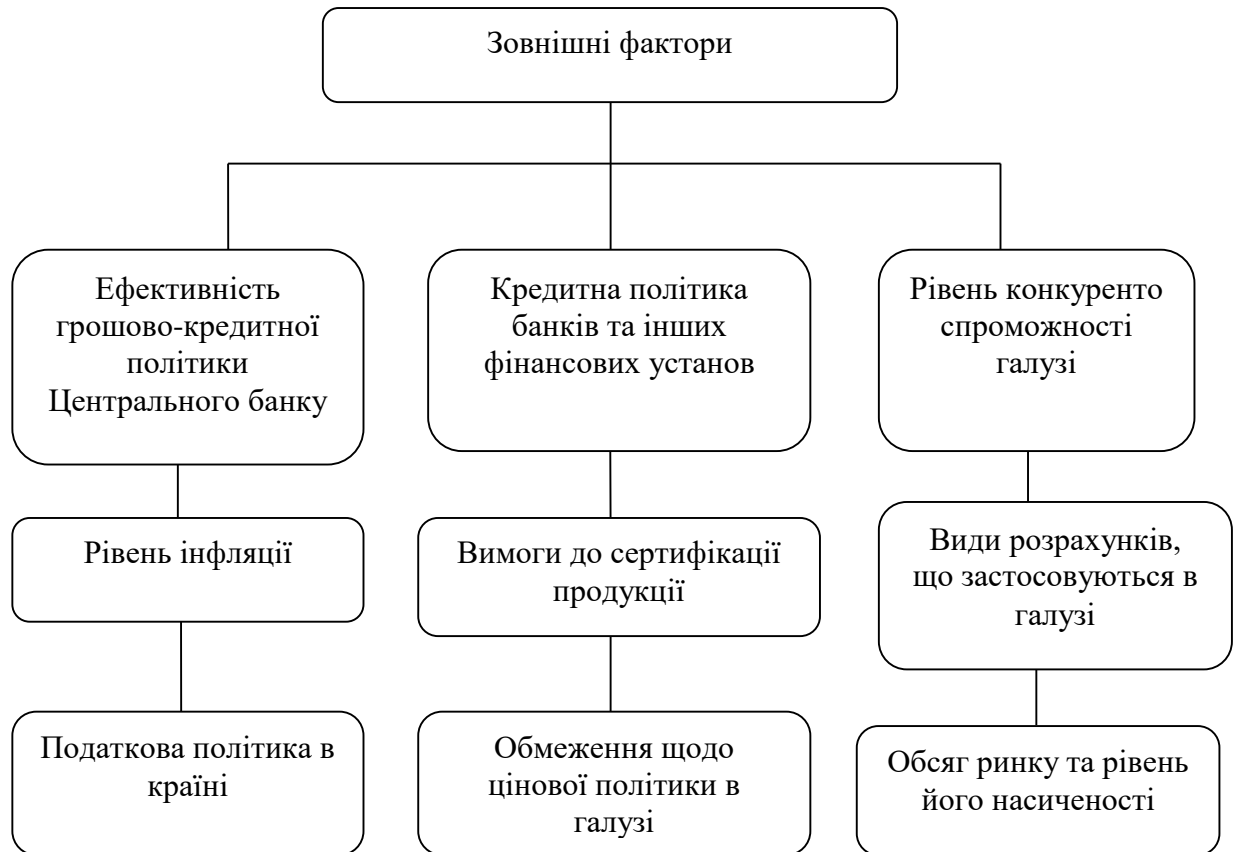 Зовнішні фактори
Ефективність
грошово-кредитної
політики
Центрального банку
Кредитна політика
банків та інших
фінансових установ
Рівень конкуренто
спроможності
галузі
Рівень інфляції
Вимоги до сертифікації
продукції
Види розрахунків,
що застосовуються в
галузі
Податкова політика в
країні
Обмеження щодо
цінової політики в
галузі
Обсяг ринку та рівень
його насиченості